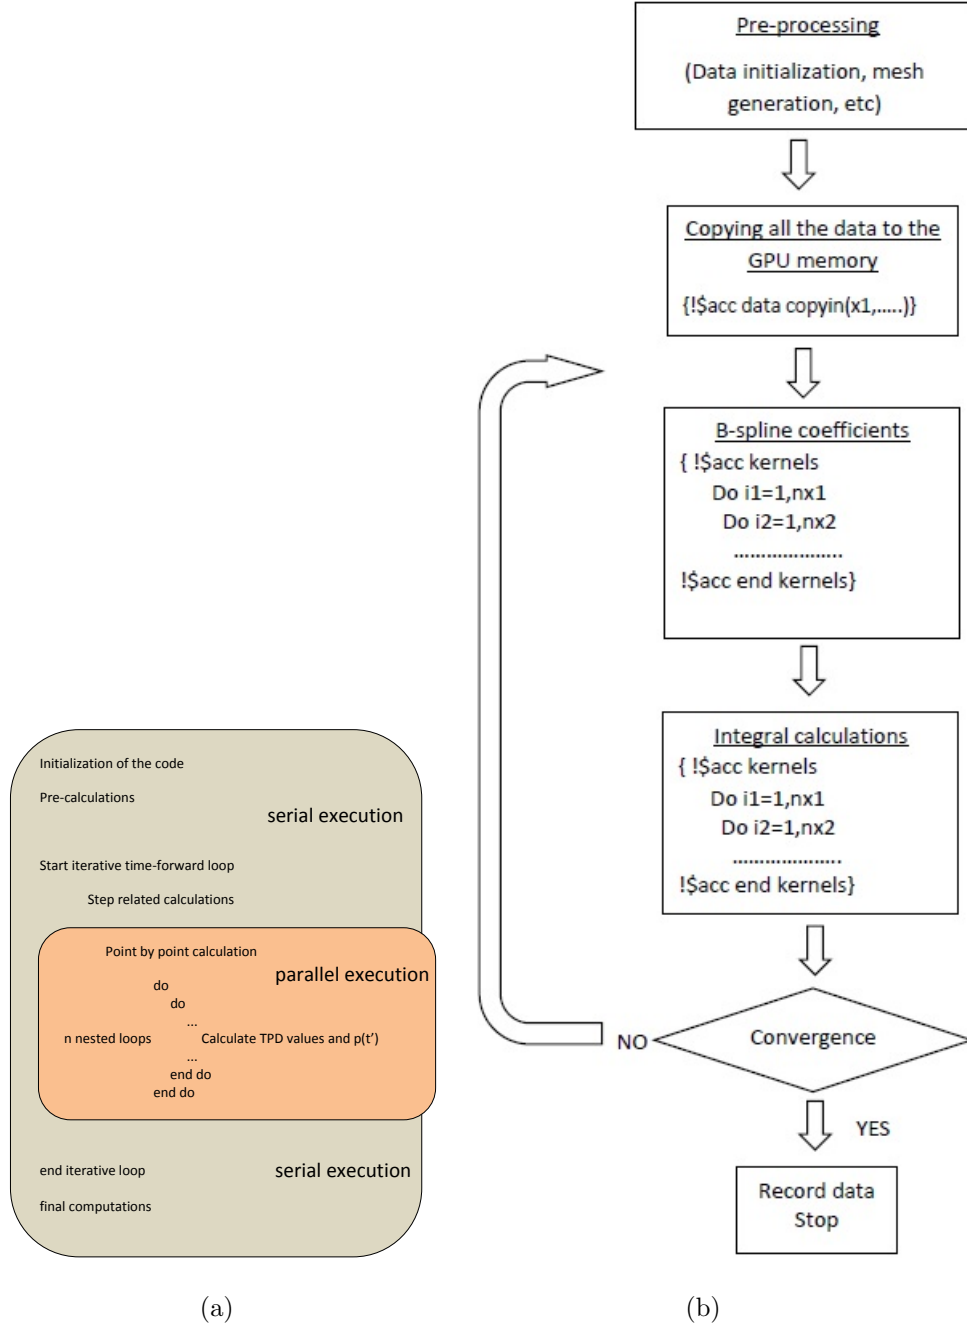 Pre-processing
(Data initialization, mesh
generation, etc)
Copying all the data to the
GPU memory
{!$acc data copyin(x1,.....)}
B-spline coefficients
{ !$acc kernels
Do i1=1,nx1
Do i2=1,nx2
......................
!$acc end kernels}
Integral calculations
{ !$acc kernels
Do i1=1,nx1
Do i2=1,nx2
......................
!$acc end kernels}
Convergence
NO
YES
Record data
Stop
Initialization of the code
Pre-calculations
serial execution
Start iterative time-forward loop
Step related calculations
Point by point calculation
parallel execution
do
do
...
n nested loops Calculate TPD values and p(t')
...
end do
end do
end iterative loop
serial execution
final computations
(a)
(b)